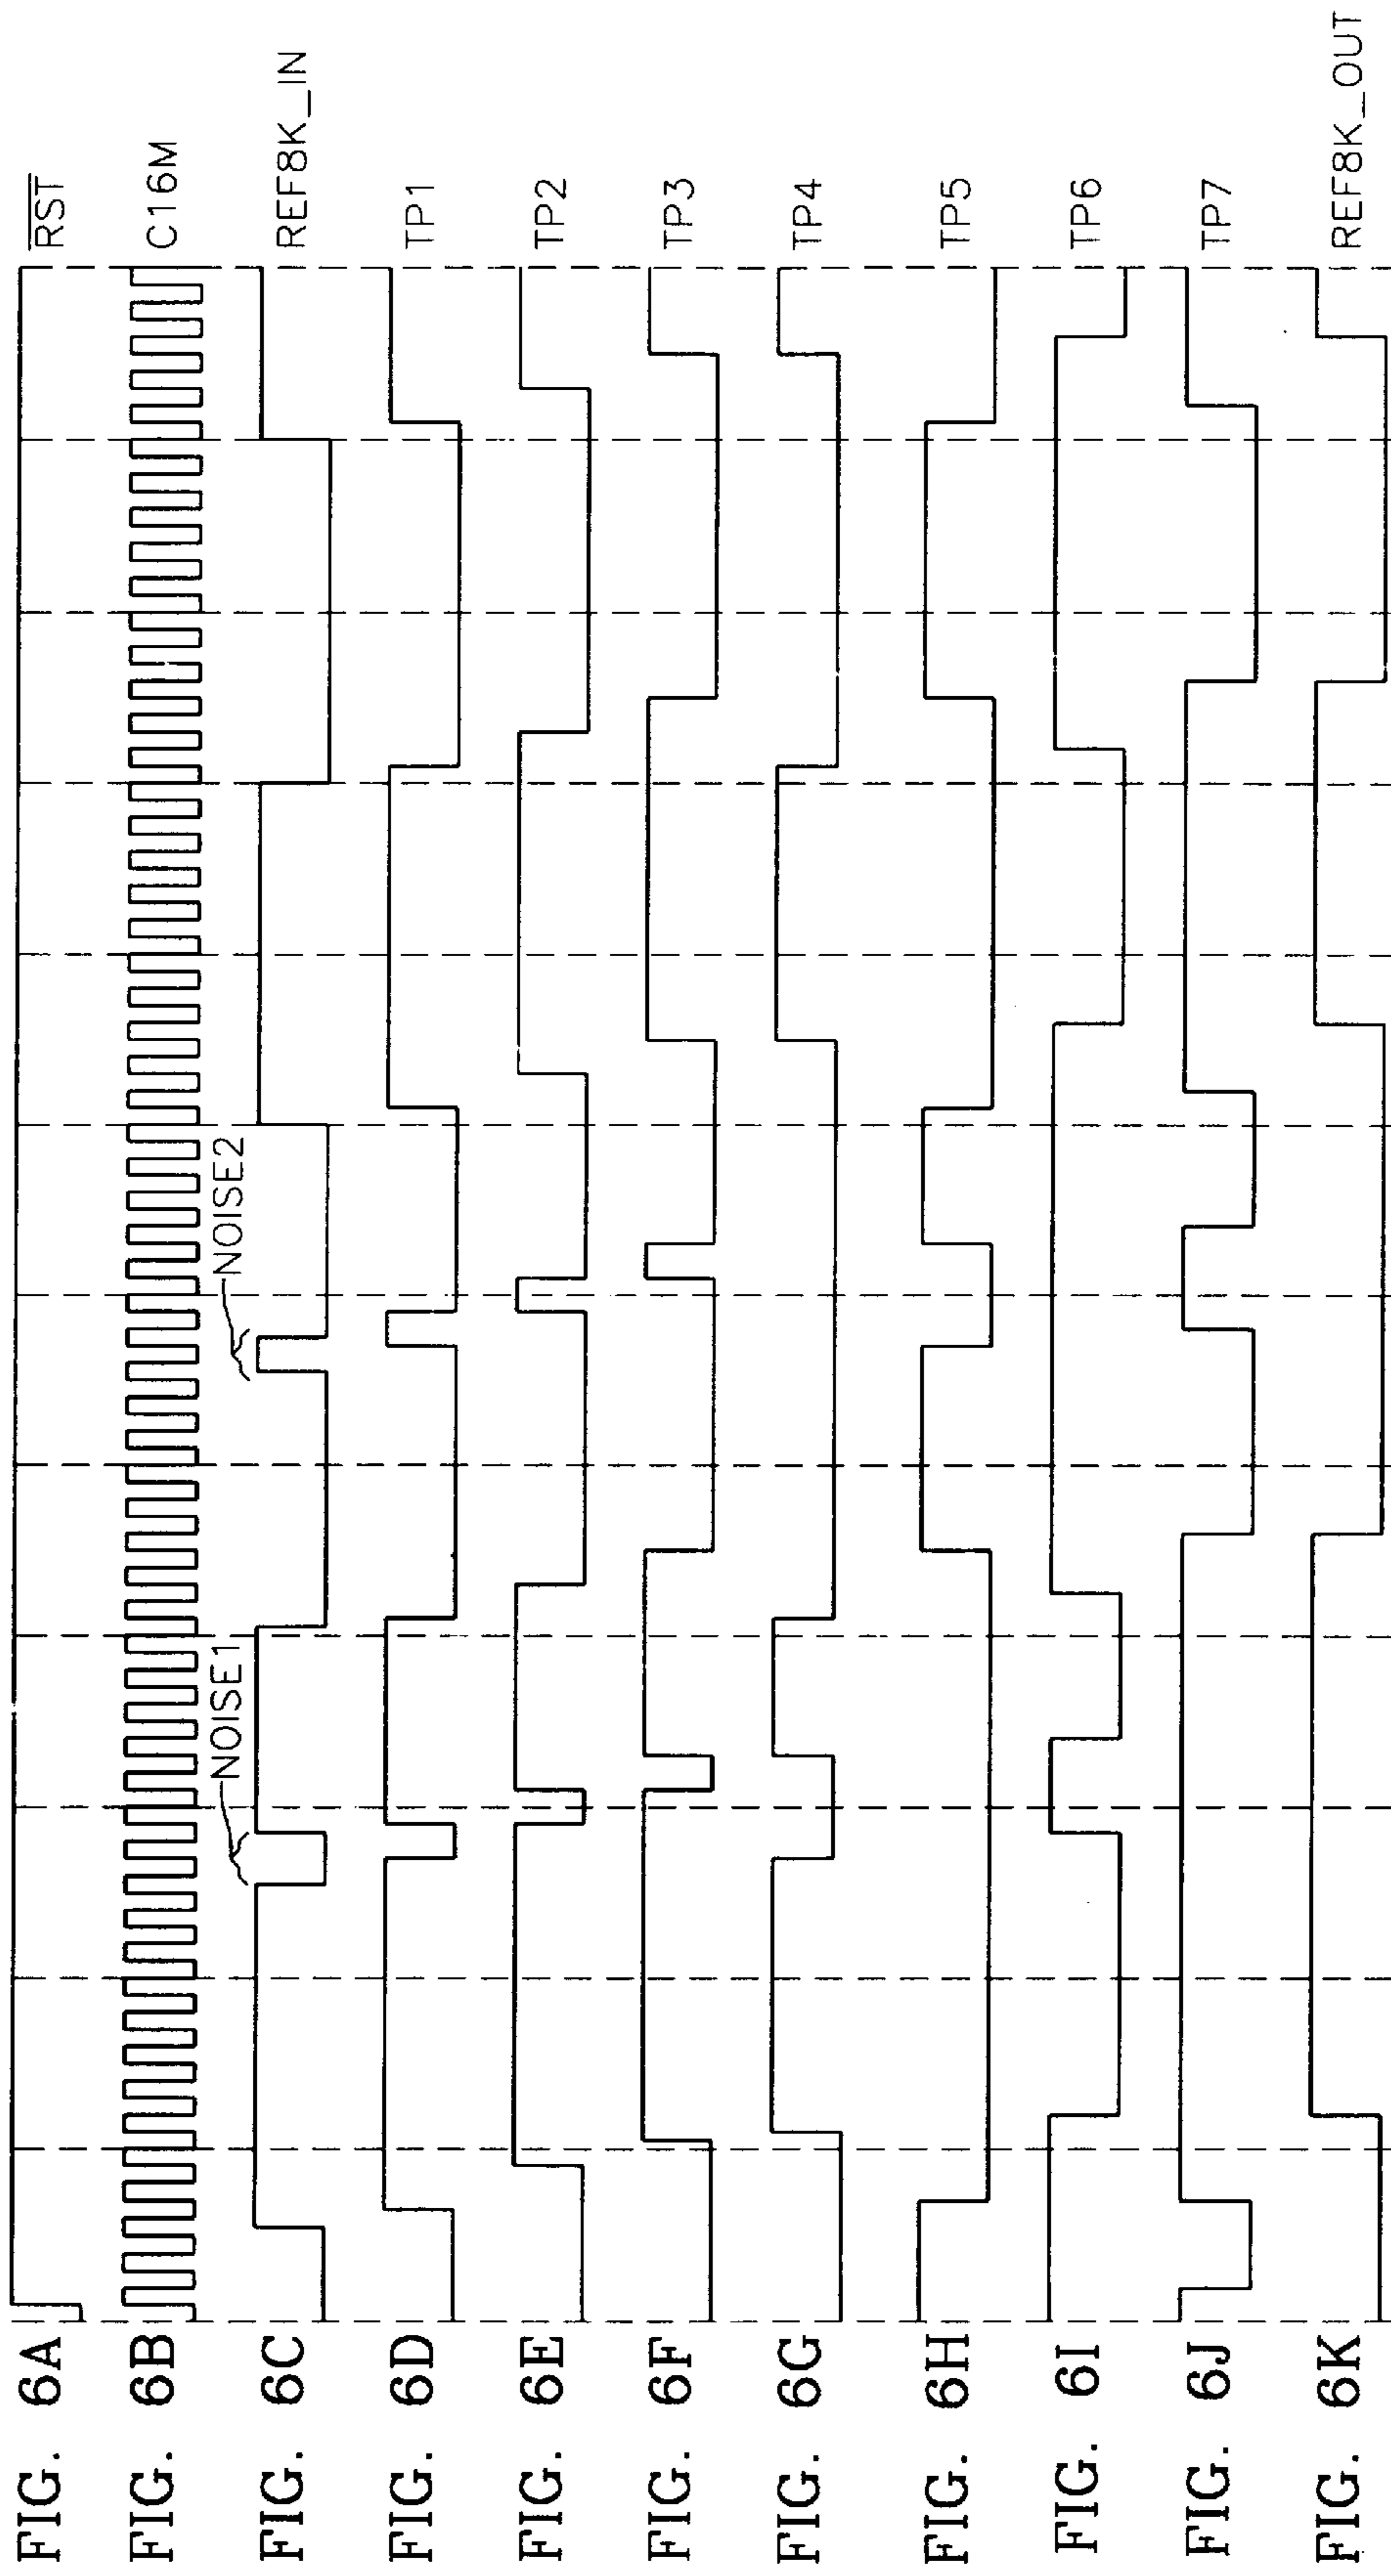 FIG. 6A RST
FIG. 6B C16M
FIG. 6C NOISE1 NOISE2 REF8K_IN
FIG. 6D TP1
FIG. 6E TP2
FIG. 6F TP3
FIG. 6G TP4
FIG. 6H TP5
FIG. 6I TP6
FIG. 6J TP7
FIG. 6K REF8K_OUT